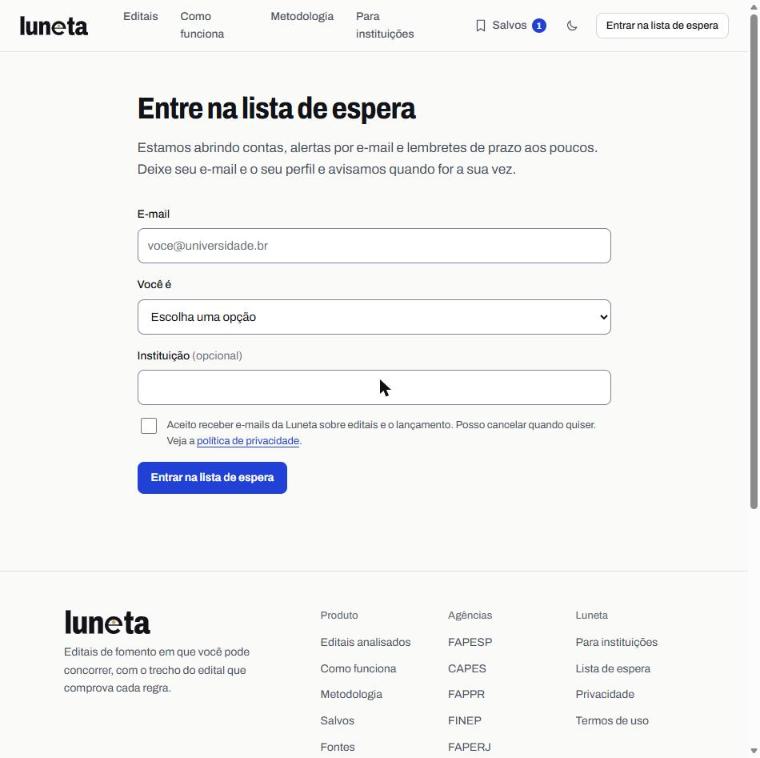 luneta
Editais
Como
funciona
Metodologia
Para
instituições
Salvos 1
Entrar na lista de espera
Entre na lista de espera
Estamos abrindo contas, alertas por e-mail e lembretes de prazo aos poucos.
Deixe seu e-mail e o seu perfil e avisamos quando for a sua vez.
E-mail
voce@universidade.br
Você é
Escolha uma opção
Instituição (opcional)
Aceito receber e-mails da Luneta sobre editais e o lançamento. Posso cancelar quando quiser.
Veja a política de privacidade.
Entrar na lista de espera
luneta
Editais de fomento em que você pode
concorrer, com o trecho do edital que
comprova cada regra.
Produto
Editais analisados
Como funciona
Metodologia
Salvos
Fontes
Agências
FAPESP
CAPES
FAPPR
FINEP
FAPERJ
Luneta
Para instituições
Lista de espera
Privacidade
Termos de uso